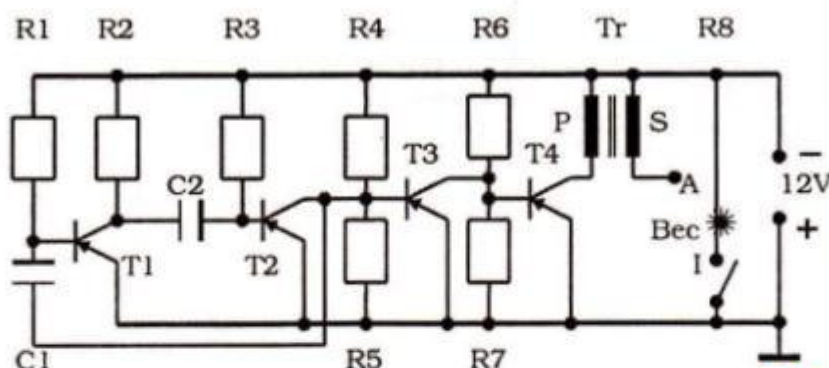 R1 R2 R3 R4 R6 Tr R8
P S
T3 T4
C2 A 12V
−
Bec +
T1 T2 I
C1 R5 R7